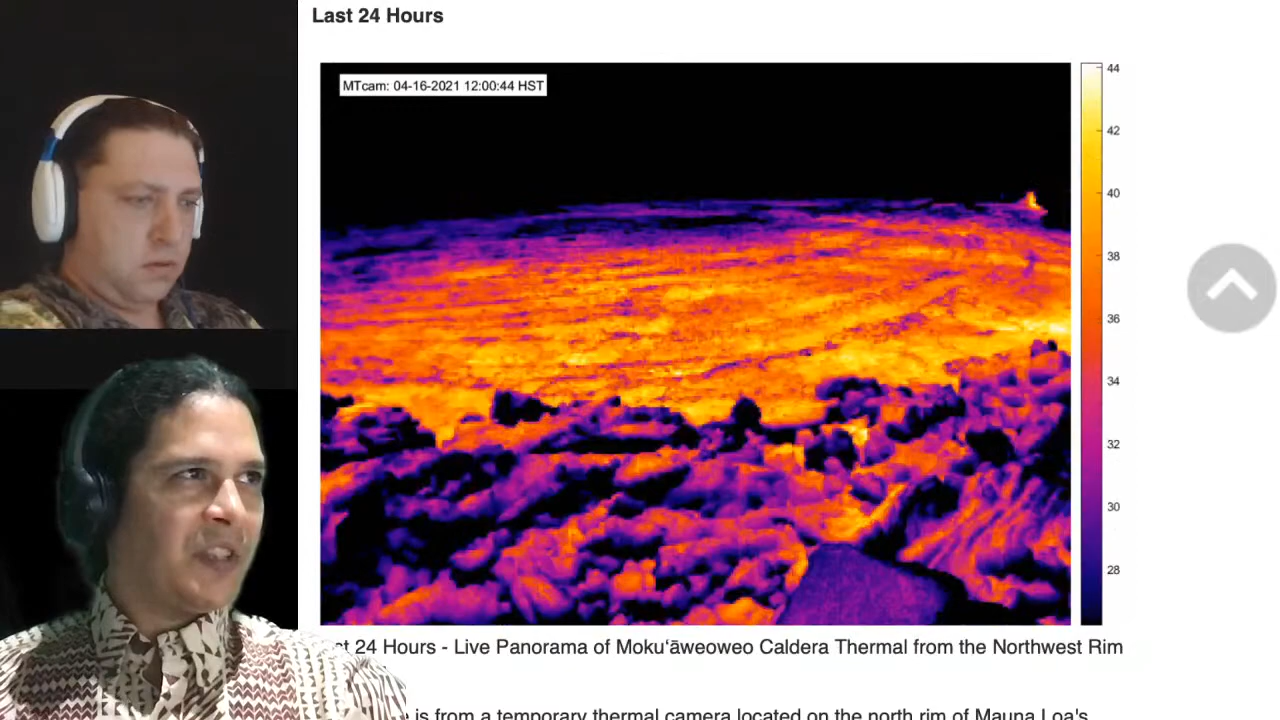 Last 24 Hours
MTcam: 04-16-2021 12:00:44 HST
44
42
40
38
36
34
32
30
28
st 24 Hours - Live Panorama of Mokuʻāweoweo Caldera Thermal from the Northwest Rim
is from a temporary thermal camera located on the north rim of Mauna Loa's